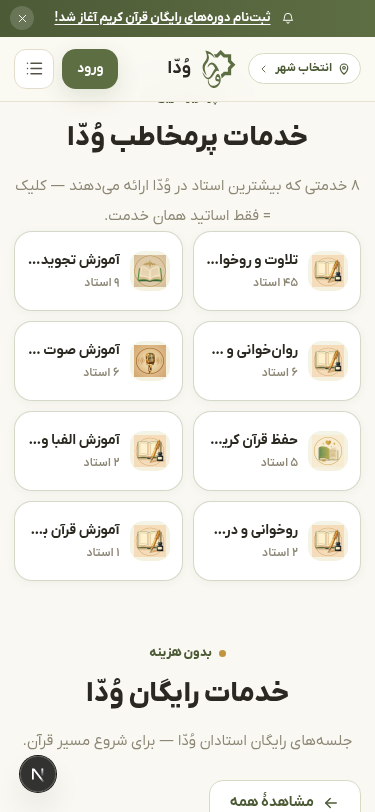 ثبت‌نام دوره‌های رایگان قرآن کریم آغاز شد!
انتخاب شهر
وُدّا
ورود
خدمات پرمخاطب وُدّا
۸ خدمتی که بیشترین استاد در وُدّا ارائه می‌دهند — کلیک
= فقط اساتید همان خدمت.
تلاوت و روخوا...
۴۵ استاد
آموزش تجوید...
۹ استاد
روان‌خوانی و ...
۶ استاد
آموزش صوت ...
۶ استاد
حفظ قرآن کری...
۵ استاد
آموزش الفبا و...
۲ استاد
روخوانی و در...
۲ استاد
آموزش قرآن ب...
۱ استاد
بدون هزینه
خدمات رایگان وُدّا
جلسه‌های رایگان استادان وُدّا — برای شروع مسیر قرآن.
مشاهدهٔ همه
N